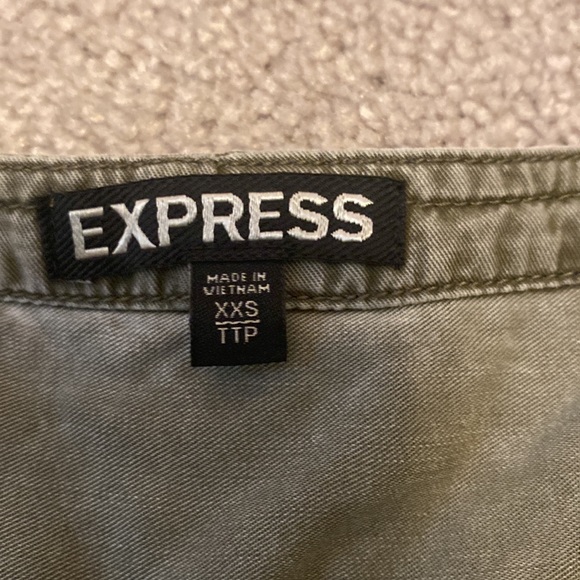 EXPRESS
MADE IN
VIETNAM
XXS
TTP